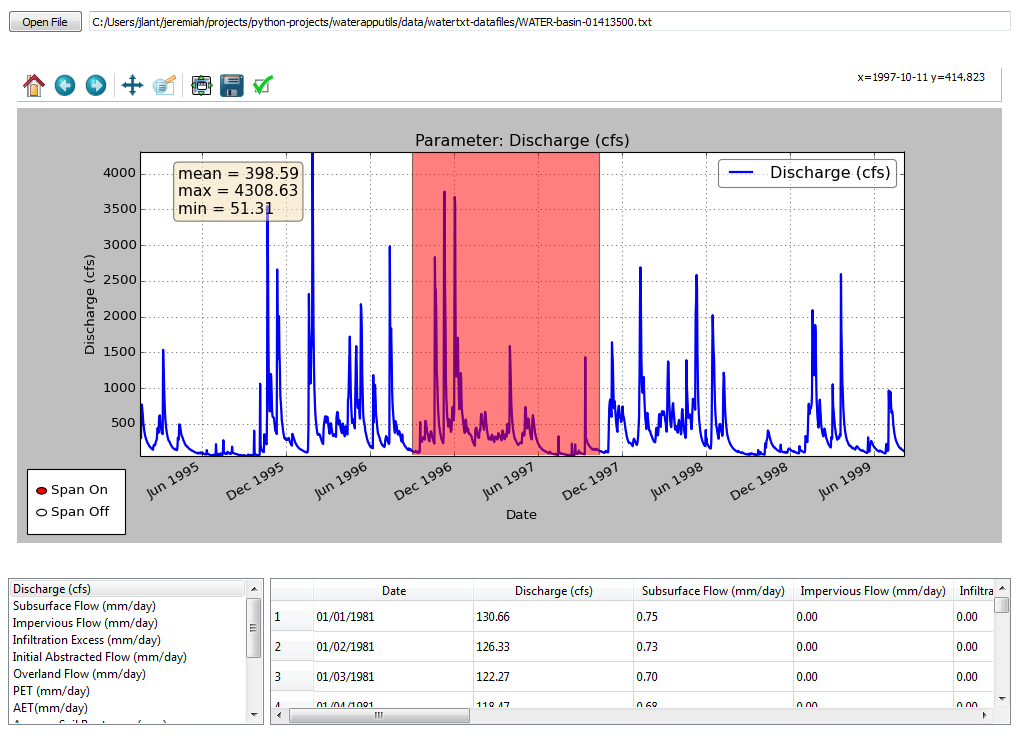 Open File C:/Users/jlant/jeremiah/projects/python-projects/waterapputils/data/watertxt-datafiles/WATER-basin-01413500.txt
x=1997-10-11 y=414.823
Parameter: Discharge (cfs)
mean = 398.59
max = 4308.63
min = 51.31
Discharge (cfs)
4000
3500
3000
2500
2000
1500
1000
500
Discharge (cfs)
Jun 1995 Dec 1995 Jun 1996 Dec 1996 Jun 1997 Dec 1997 Jun 1998 Dec 1998 Jun 1999
Date
Span On
Span Off
Discharge (cfs)
Subsurface Flow (mm/day)
Impervious Flow (mm/day)
Infiltration Excess (mm/day)
Initial Abstracted Flow (mm/day)
Overland Flow (mm/day)
PET (mm/day)
AET(mm/day)
Date Discharge (cfs) Subsurface Flow (mm/day) Impervious Flow (mm/day) Infiltra
1 01/01/1981 130.66 0.75 0.00 0.00
2 01/02/1981 126.33 0.73 0.00 0.00
3 01/03/1981 122.27 0.70 0.00 0.00
4 01/04/1981 118.47 0.68 0.00 0.00